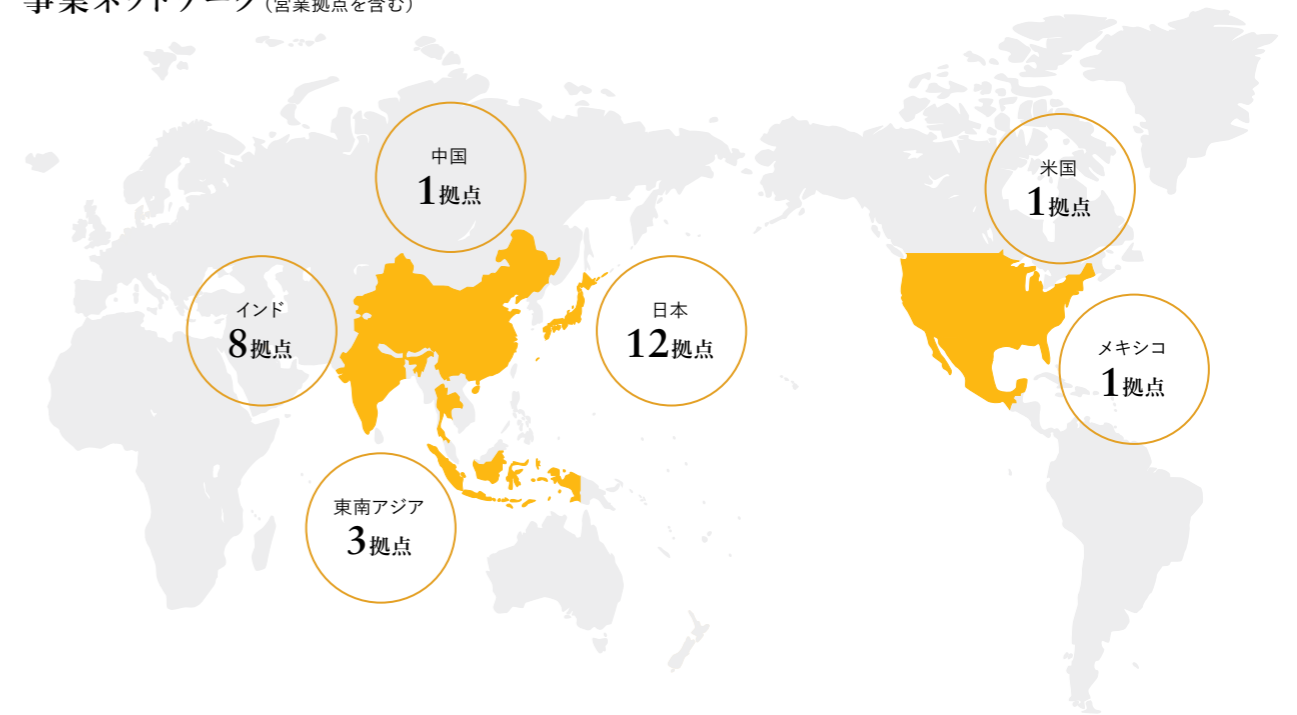 事業ネットワーク（営業拠点を含む）
中国
1拠点
米国
1拠点
インド
8拠点
日本
12拠点
メキシコ
1拠点
東南アジア
3拠点